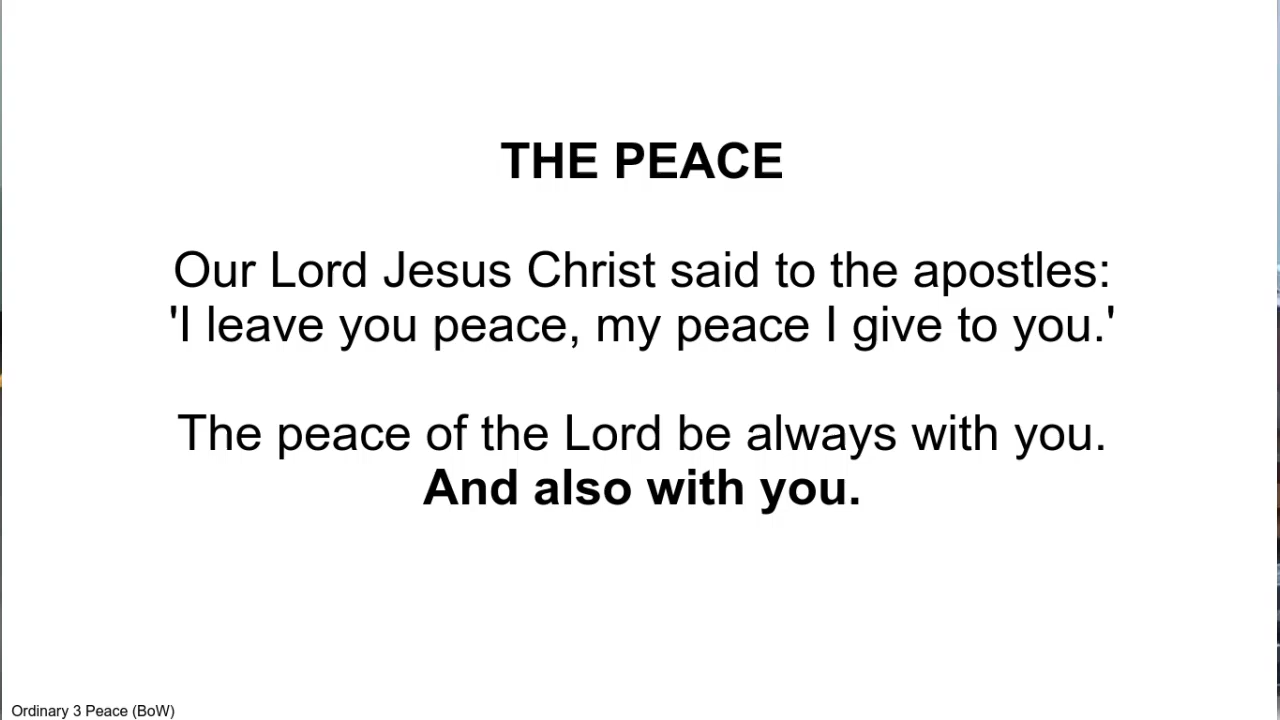 THE PEACE
Our Lord Jesus Christ said to the apostles:
'I leave you peace, my peace I give to you.'
The peace of the Lord be always with you.
And also with you.
Ordinary 3 Peace (BoW)